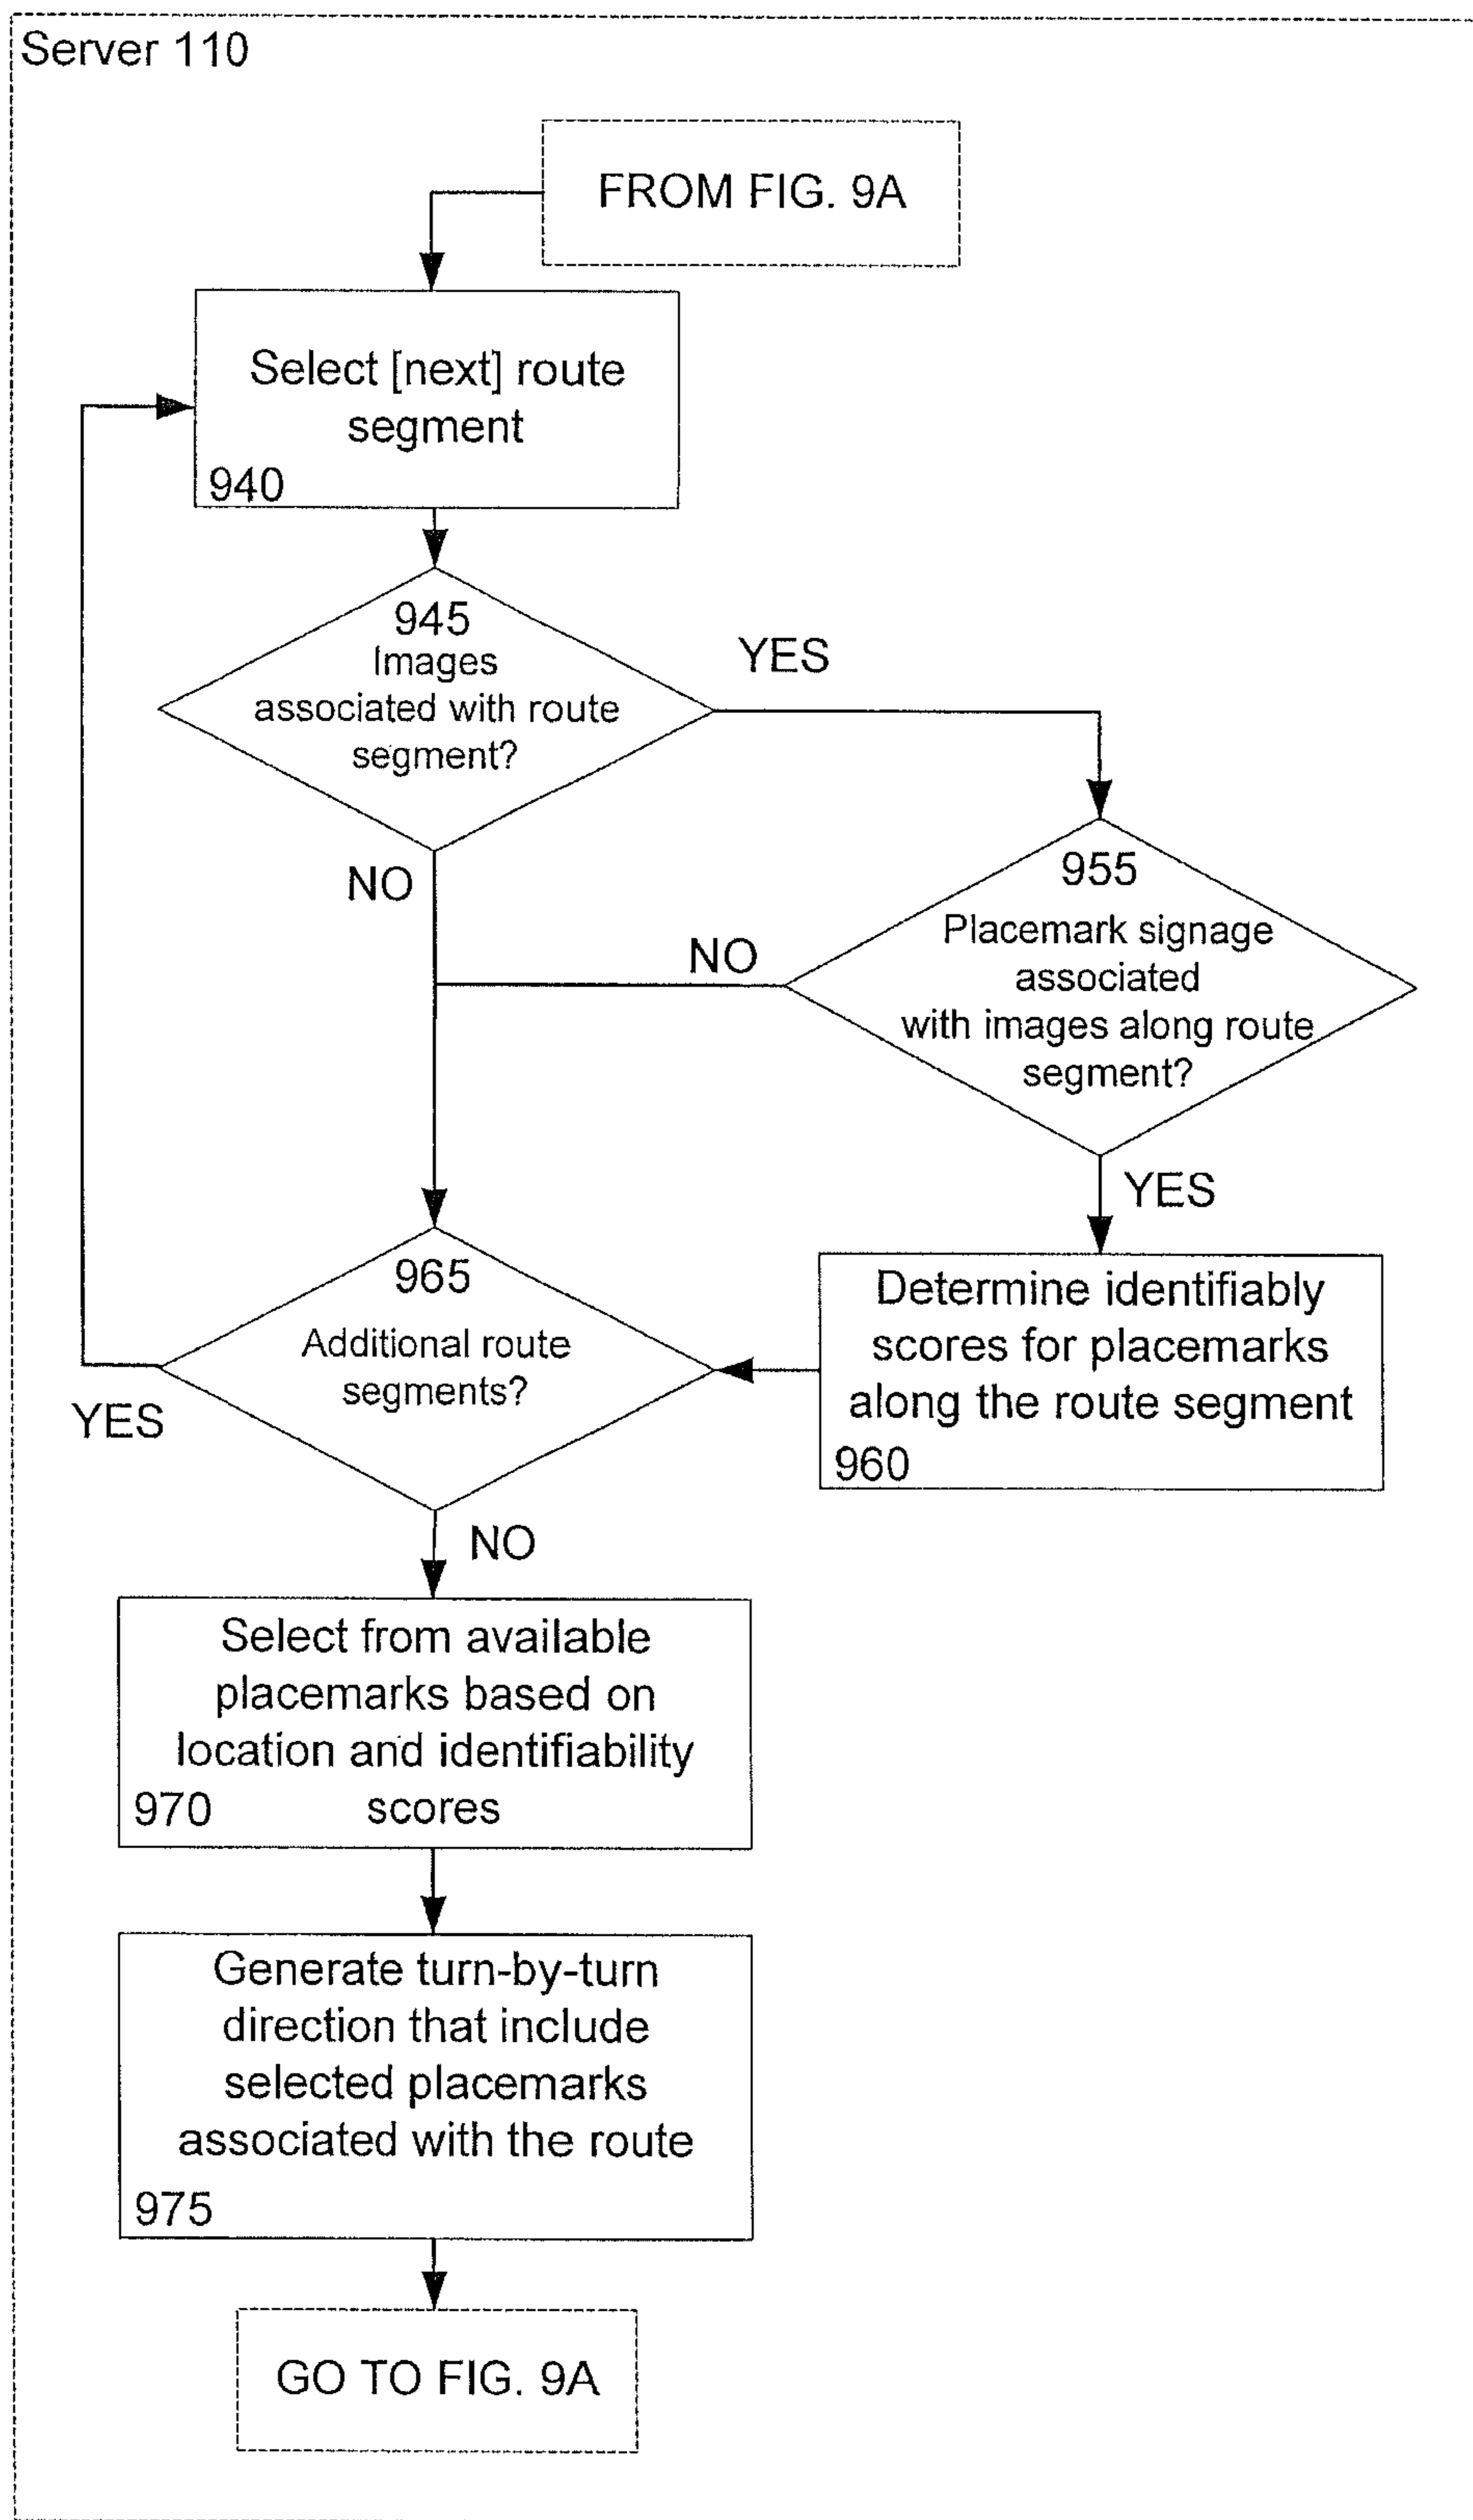 Server 110
FROM FIG. 9A
Select [next] route
segment
940
945
Images
associated with route
segment?
YES
NO
955
Placemark signage
associated
with images along route
segment?
NO
YES
965
Additional route
segments?
YES
Determine identifiably
scores for placemarks
along the route segment
960
NO
Select from available
placemarks based on
location and identifiability
970 scores
Generate turn-by-turn
direction that include
selected placemarks
associated with the route
975
GO TO FIG. 9A